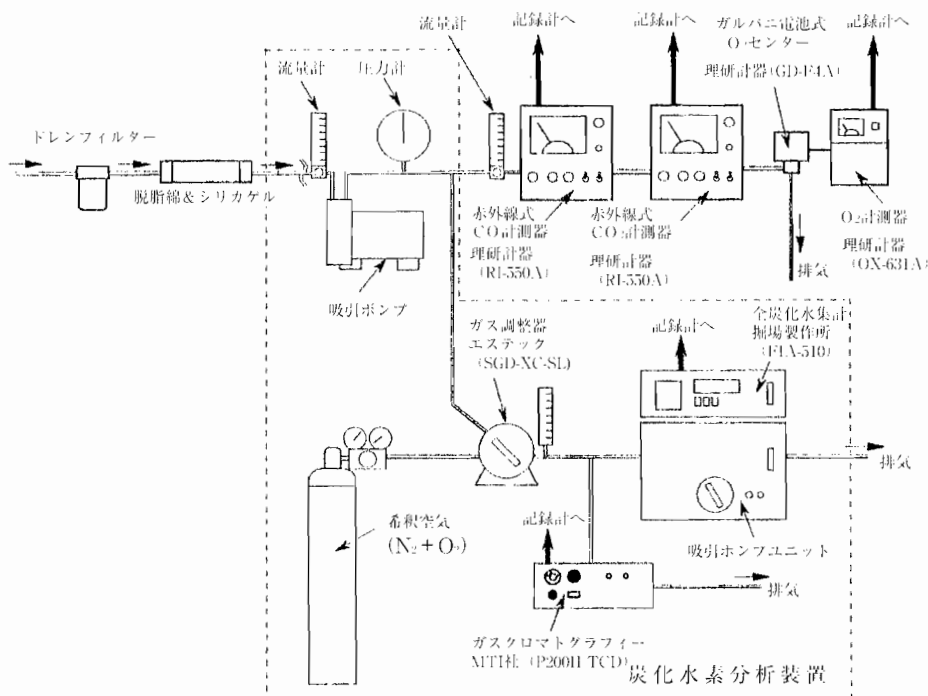 流量計
記録計へ
記録計へ
ガルバニ電池式
O₂センター
理研計器(GD-F4A)
記録計へ
流量計
圧力計
ドレンフィルター
脱脂綿&シリカゲル
赤外線式
CO計測器
理研計器
(RI-550A)
赤外線式
CO₂計測器
理研計器
(RI-550A)
排気
O₂計測器
理研計器
(OX-631A)
吸引ポンプ
ガス調整器
エステック
(SGD-XC-SL)
記録計へ
全炭化水集計
掘場製作所
(FIA-510)
排気
希釈空気
(N₂+O₂)
記録計へ
吸引ポンプユニット
排気
ガスクロマトグラフィー
MTI社 (P200H TCD)
炭化水素分析装置